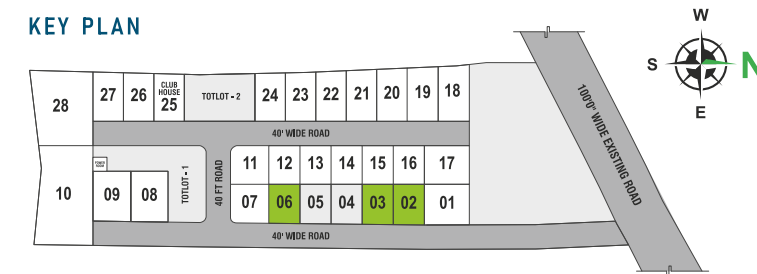 KEY PLAN
W
S
N
E
28
27
26
CLUB
HOUSE
25
TOTLOT - 2
24
23
22
21
20
19
18
100'0" WIDE EXISTING ROAD
40' WIDE ROAD
10
09
08
TOTLOT - 1
40 FT ROAD
11
12
13
14
15
16
17
07
06
05
04
03
02
01
40' WIDE ROAD